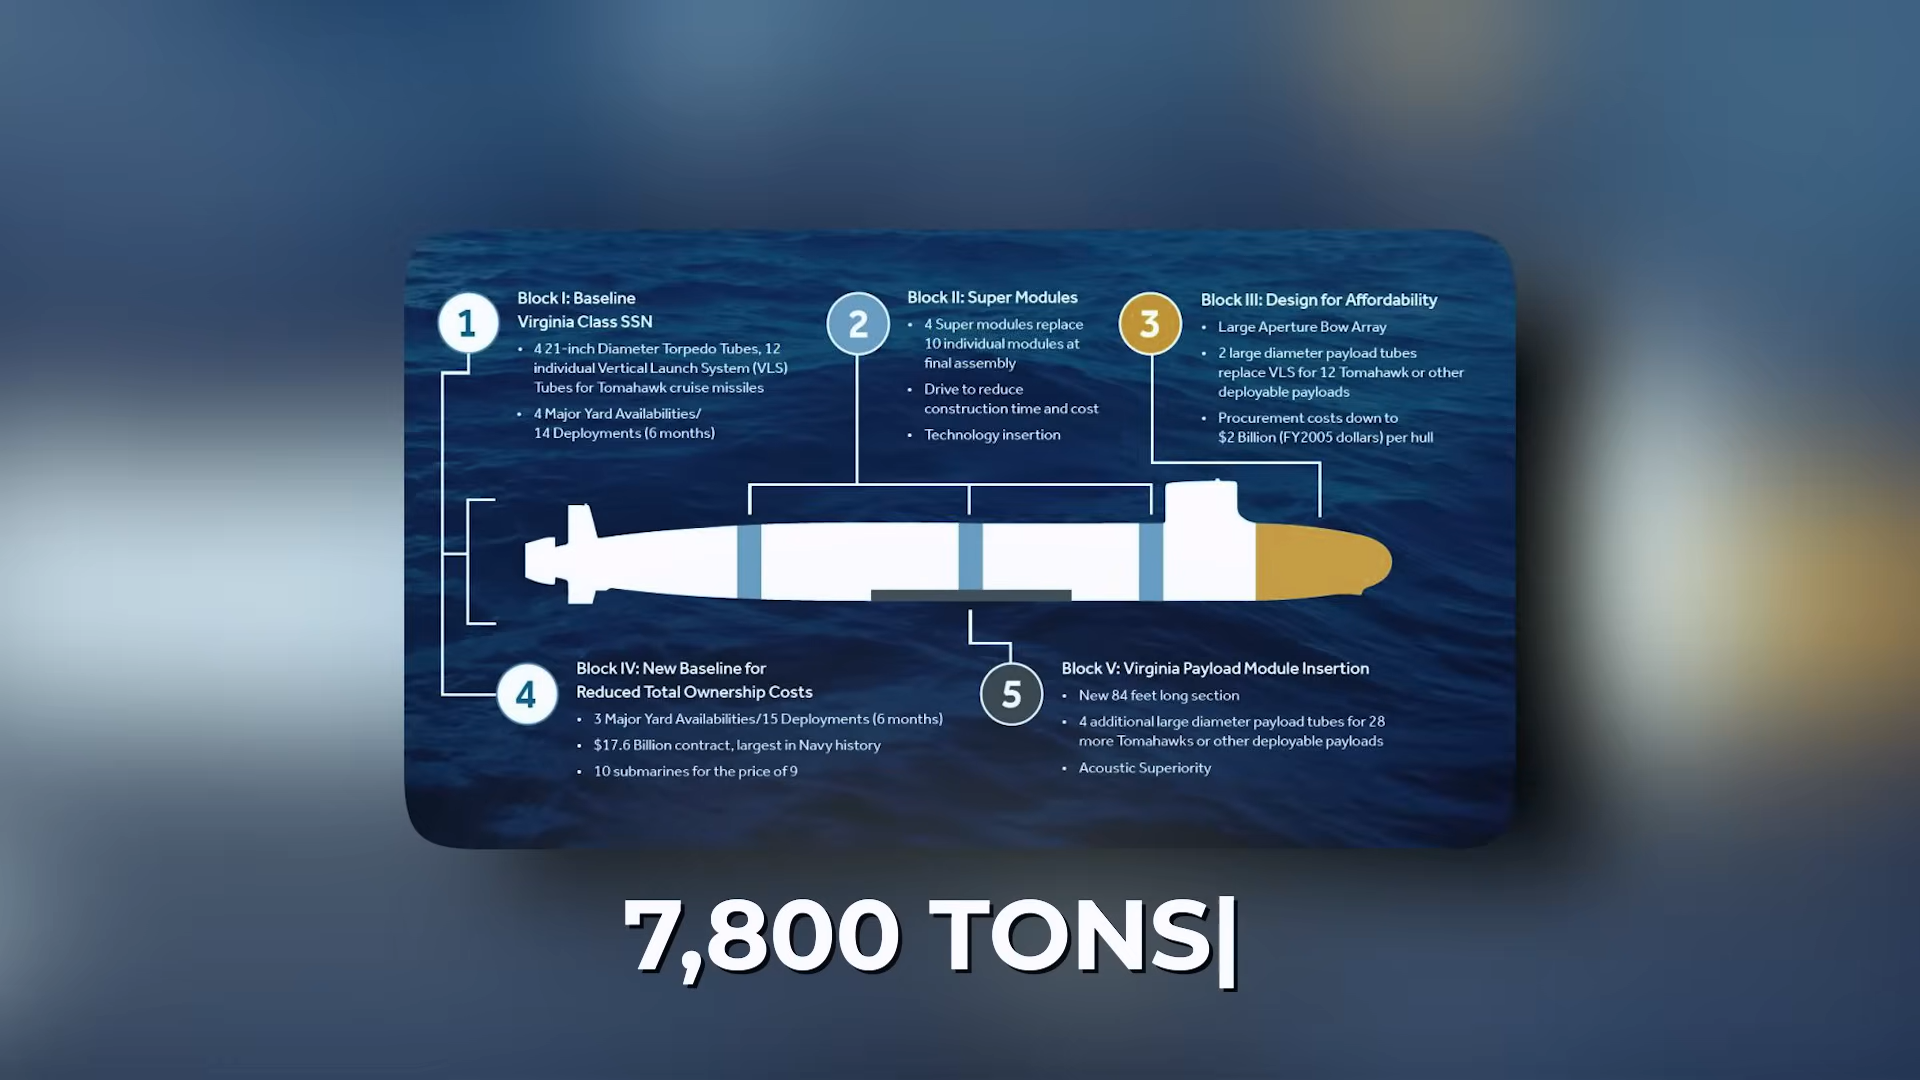 1
Block I: Baseline
Virginia Class SSN
• 4 21-inch Diameter Torpedo Tubes, 12
individual Vertical Launch System (VLS)
Tubes for Tomahawk cruise missiles
• 4 Major Yard Availabilities/
14 Deployments (6 months)
2
Block II: Super Modules
• 4 Super modules replace
10 individual modules at
final assembly
• Drive to reduce
construction time and cost
• Technology insertion
3
Block III: Design for Affordability
• Large Aperture Bow Array
• 2 large diameter payload tubes
replace VLS for 12 Tomahawk or other
deployable payloads
• Procurement costs down to
$2 Billion (FY2005 dollars) per hull
4
Block IV: New Baseline for
Reduced Total Ownership Costs
• 3 Major Yard Availabilities/15 Deployments (6 months)
• $17.6 Billion contract, largest in Navy history
• 10 submarines for the price of 9
5
Block V: Virginia Payload Module Insertion
• New 84 feet long section
• 4 additional large diameter payload tubes for 28
more Tomahawks or other deployable payloads
• Acoustic Superiority
7,800 TONS|